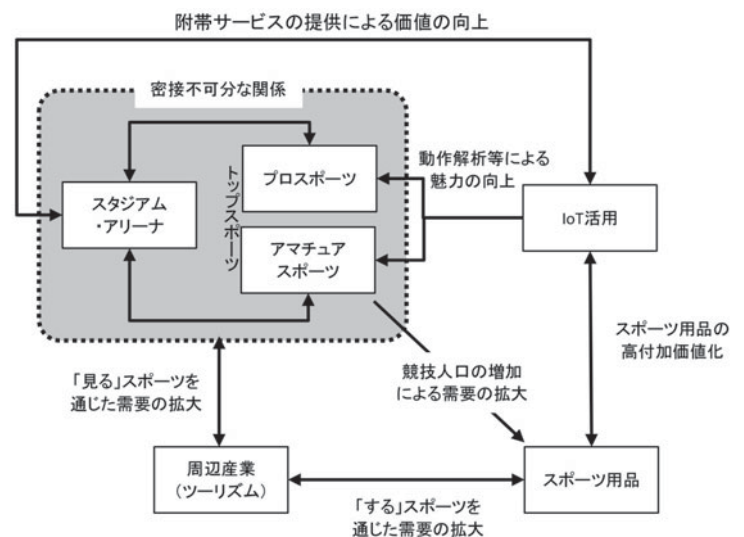 附帯サービスの提供による価値の向上
密接不可分な関係
トップスポーツ
プロスポーツ
スタジアム
・アリーナ
アマチュア
スポーツ
動作解析等による
魅力の向上
IoT活用
スポーツ用品の
高付加価値化
「見る」スポーツを
通じた需要の拡大
競技人口の増加
による需要の拡大
周辺産業
(ツーリズム)
スポーツ用品
「する」スポーツを
通じた需要の拡大